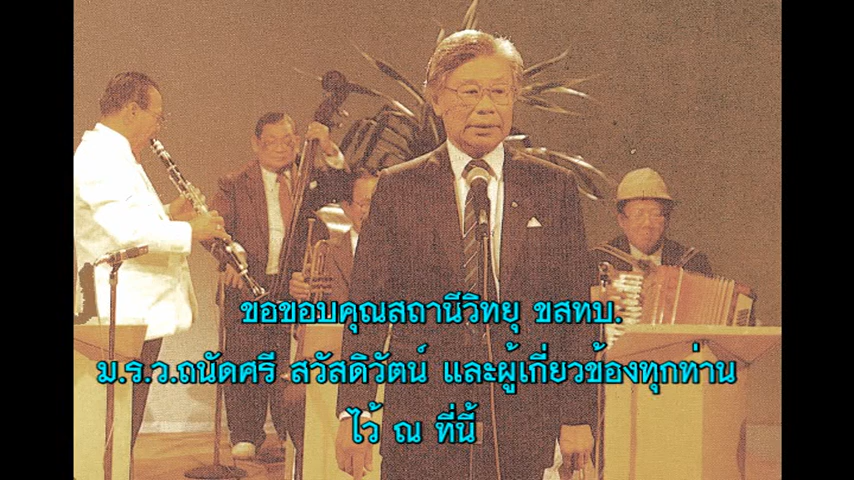 ขอขอบคุณสถานีวิทยุ ขสทบ.
ม.ร.ว.ถนัดศรี สวัสดิวัตน์ และผู้เกี่ยวข้องทุกท่าน
ไว้ ณ ที่นี้